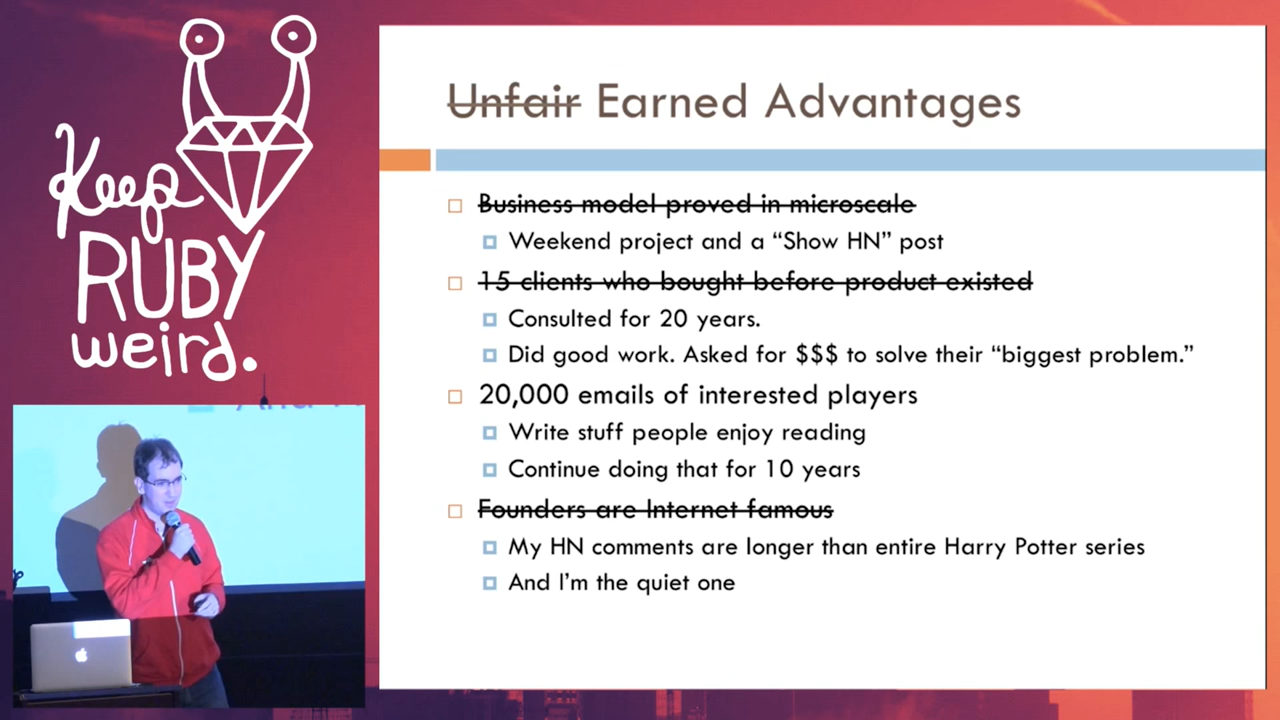 Keep
RUBY
weird.
Unfair Earned Advantages
Business model proved in microscale
Weekend project and a “Show HN” post
15 clients who bought before product existed
Consulted for 20 years.
Did good work. Asked for $$$ to solve their “biggest problem.”
20,000 emails of interested players
Write stuff people enjoy reading
Continue doing that for 10 years
Founders are Internet famous
My HN comments are longer than entire Harry Potter series
And I’m the quiet one